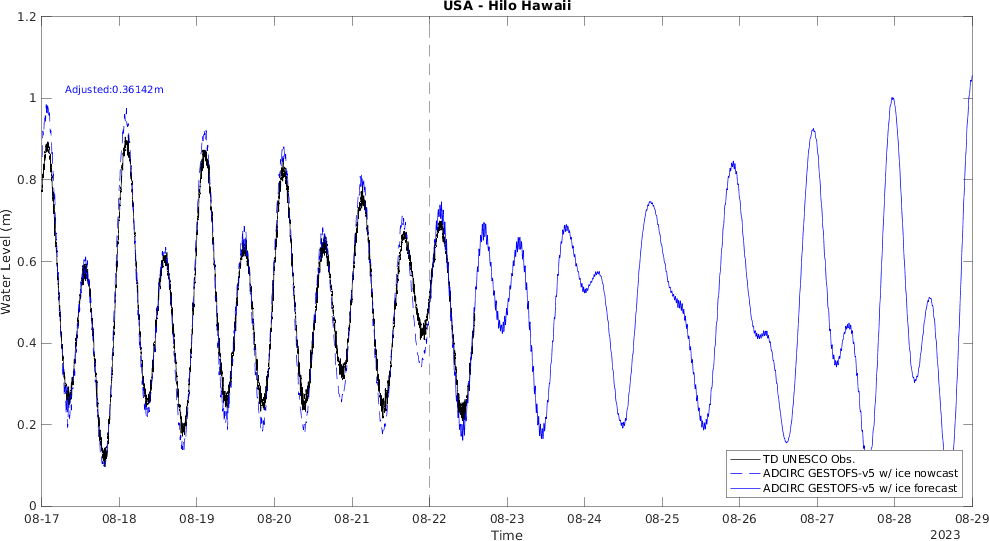 USA - Hilo Hawaii
1.2
1
0.8
0.6
0.4
0.2
0
Water Level (m)
Adjusted:0.36142m
TD UNESCO Obs.
ADCIRC GESTOFS-v5 w/ ice nowcast
ADCIRC GESTOFS-v5 w/ ice forecast
08-17 08-18 08-19 08-20 08-21 08-22 08-23 08-24 08-25 08-26 08-27 08-28 08-29
Time
2023